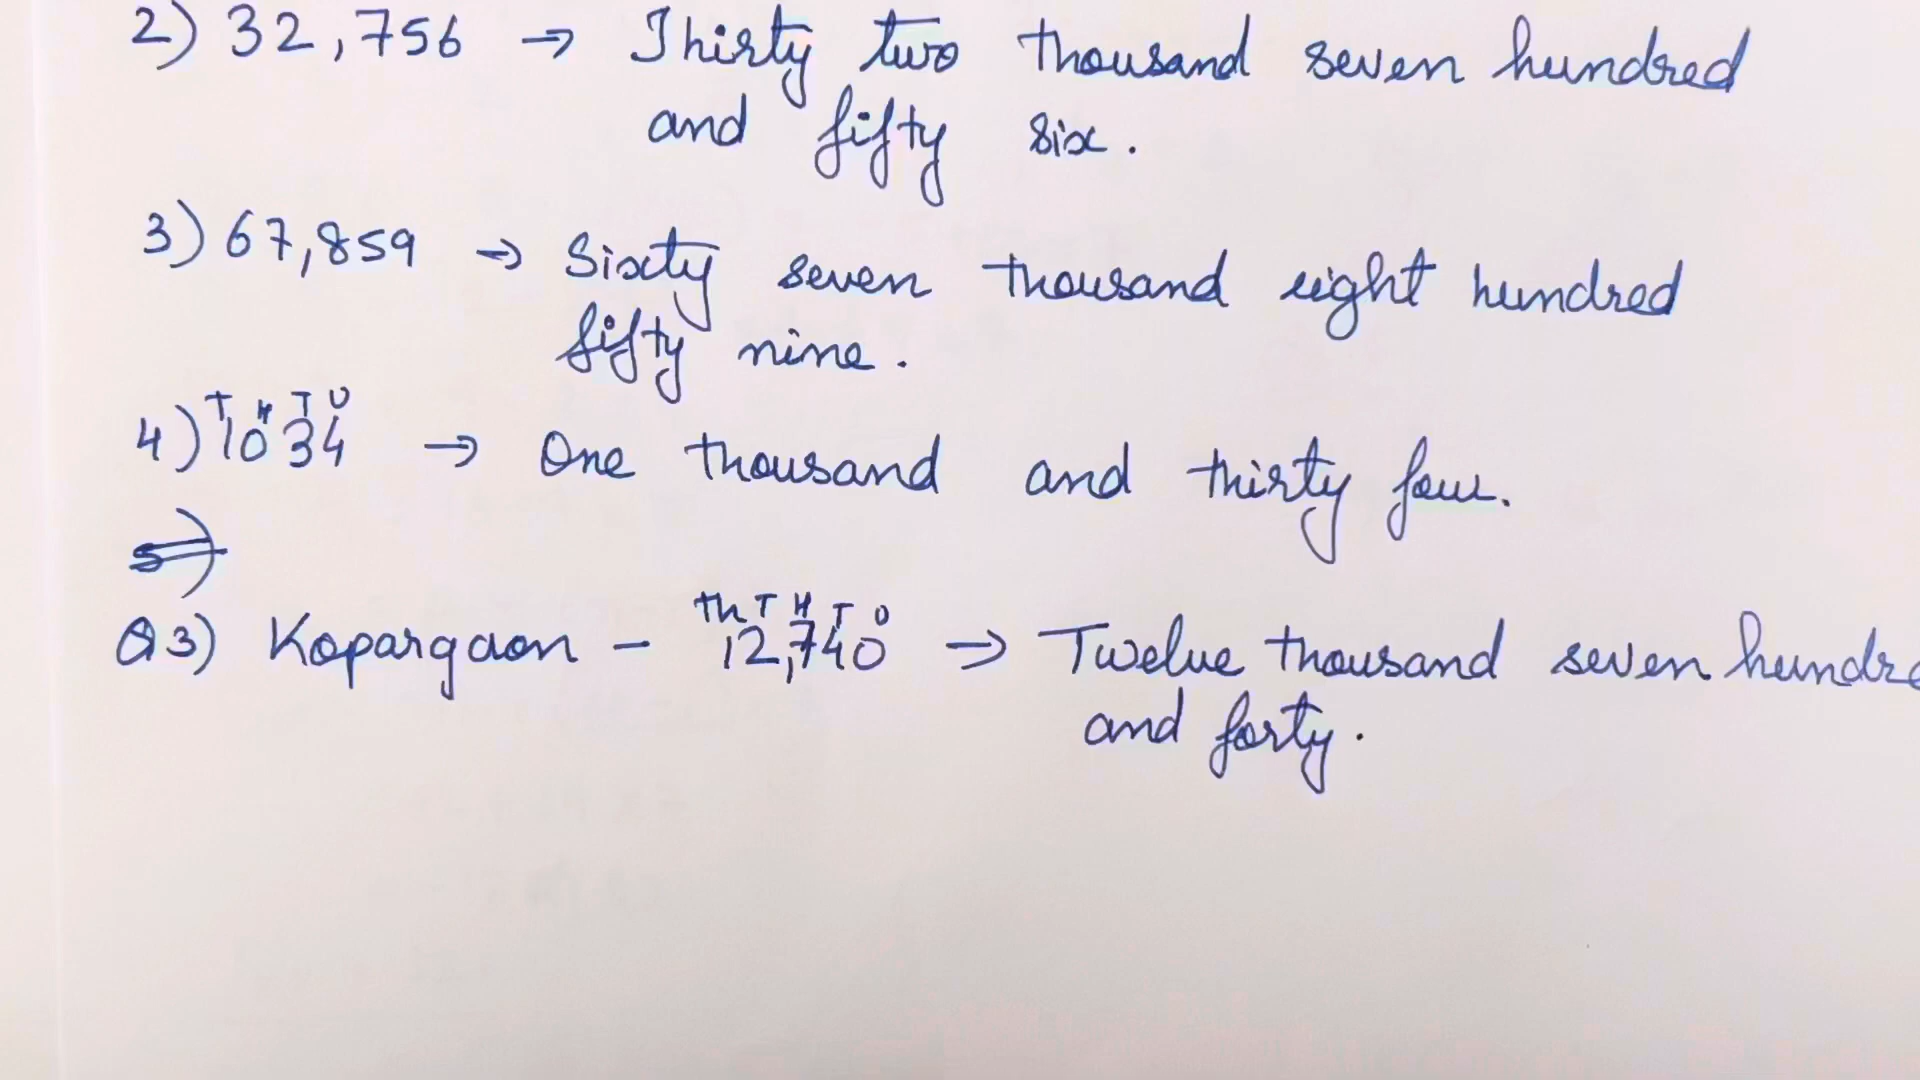 2) 32,756 → Thirty two thousand seven hundred
and fifty six.
3) 67,859 → Sixty seven thousand eight hundred
fifty nine.
T H T U
4) 1034 → One thousand and thirty four.
5)
Th T H T O
Q3) Kopargaon - 12,740 → Twelve thousand seven hundre
and forty.